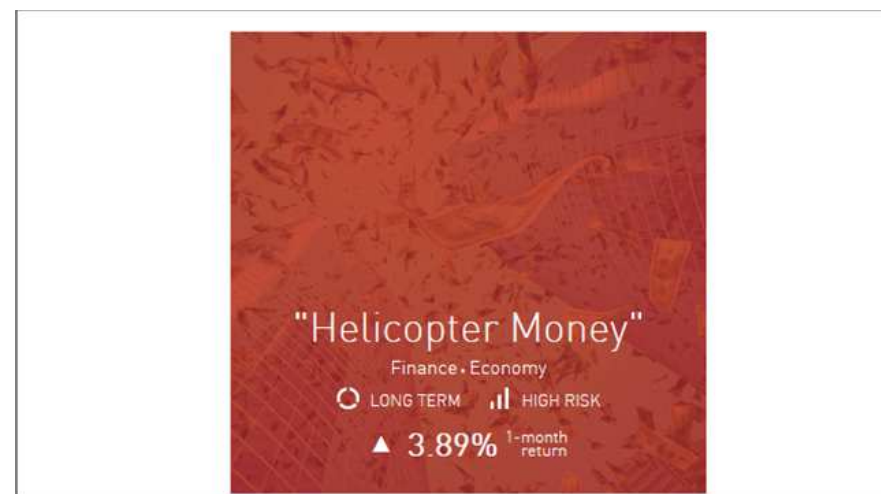 "Helicopter Money"
Finance • Economy
LONG TERM HIGH RISK
▲ 3.89% 1-month return